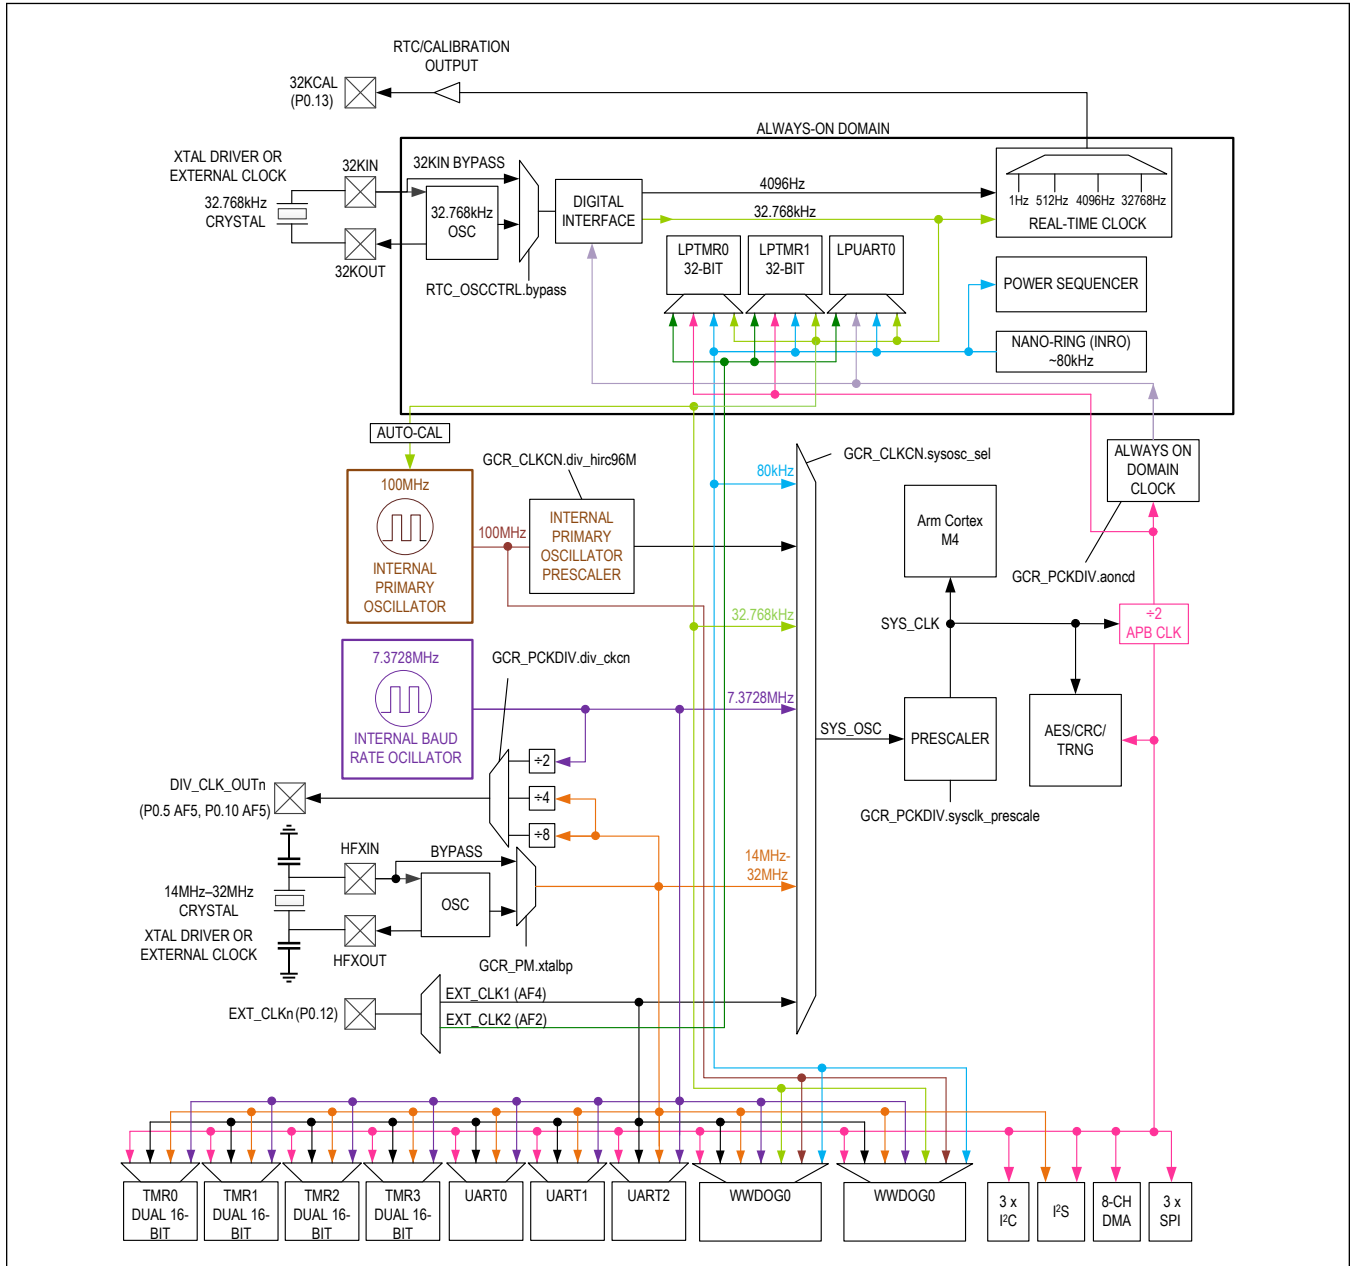 RTC/CALIBRATION
OUTPUT
32KCAL
(P0.13)
ALWAYS-ON DOMAIN
XTAL DRIVER OR
EXTERNAL CLOCK
32KIN
32KIN BYPASS
32.768kHz
CRYSTAL
32.768kHz
OSC
32KOUT
RTC_OSCCTRL.bypass
DIGITAL
INTERFACE
4096Hz
32.768kHz
1Hz
512Hz
4096Hz
32768Hz
REAL-TIME CLOCK
LPTMR0
32-BIT
LPTMR1
32-BIT
LPUART0
POWER SEQUENCER
NANO-RING (INRO)
~80kHz
AUTO-CAL
100MHz
INTERNAL
PRIMARY
OSCILLATOR
GCR_CLKCN.div_hirc96M
100MHz
INTERNAL
PRIMARY
OSCILLATOR
PRESCALER
80kHz
GCR_CLKCN.sysosc_sel
Arm Cortex
M4
ALWAYS ON
DOMAIN
CLOCK
GCR_PCKDIV.aoncd
32.768kHz
SYS_CLK
÷2
APB CLK
7.3728MHz
INTERNAL BAUD
RATE OCILLATOR
GCR_PCKDIV.div_ckcn
7.3728MHz
SYS_OSC
PRESCALER
AES/CRC/
TRNG
GCR_PCKDIV.sysclk_prescale
÷2
÷4
÷8
DIV_CLK_OUTn
(P0.5 AF5, P0.10 AF5)
HFXIN
BYPASS
14MHz-
32MHz
14MHz–32MHz
CRYSTAL
OSC
XTAL DRIVER OR
EXTERNAL CLOCK
HFXOUT
GCR_PM.xtalbp
EXT_CLKn (P0.12)
EXT_CLK1 (AF4)
EXT_CLK2 (AF2)
TMR0
DUAL 16-
BIT
TMR1
DUAL 16-
BIT
TMR2
DUAL 16-
BIT
TMR3
DUAL 16-
BIT
UART0
UART1
UART2
WWDOG0
WWDOG0
3 x
I²C
I²S
8-CH
DMA
3 x
SPI